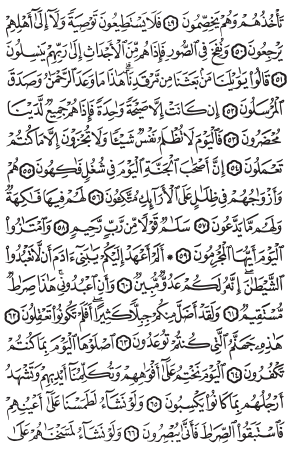 تَأْخُذُهُمْ وَهُمْ يَخِصِّمُونَ ﴿٤٩﴾ فَلَا يَسْتَطِيعُونَ تَوْصِيَةً وَلَآ إِلَىٰٓ أَهْلِهِمْ
يَرْجِعُونَ ﴿٥٠﴾ وَنُفِخَ فِى ٱلصُّورِ فَإِذَا هُم مِّنَ ٱلْأَجْدَاثِ إِلَىٰ رَبِّهِمْ يَنسِلُونَ
﴿٥١﴾ قَالُوا۟ يَٰوَيْلَنَا مَنۢ بَعَثَنَا مِن مَّرْقَدِنَا ۗ هَٰذَا مَا وَعَدَ ٱلرَّحْمَٰنُ وَصَدَقَ
ٱلْمُرْسَلُونَ ﴿٥٢﴾ إِن كَانَتْ إِلَّا صَيْحَةً وَٰحِدَةً فَإِذَا هُمْ جَمِيعٌ لَّدَيْنَا
مُحْضَرُونَ ﴿٥٣﴾ فَٱلْيَوْمَ لَا تُظْلَمُ نَفْسٌ شَيْـًٔا وَلَا تُجْزَوْنَ إِلَّا مَا كُنتُمْ
تَعْمَلُونَ ﴿٥٤﴾ إِنَّ أَصْحَٰبَ ٱلْجَنَّةِ ٱلْيَوْمَ فِى شُغُلٍ فَٰكِهُونَ ﴿٥٥﴾ هُمْ
وَأَزْوَٰجُهُمْ فِى ظِلَٰلٍ عَلَى ٱلْأَرَآئِكِ مُتَّكِـُٔونَ ﴿٥٦﴾ لَهُمْ فِيهَا فَٰكِهَةٌ
وَلَهُم مَّا يَدَّعُونَ ﴿٥٧﴾ سَلَٰمٌ قَوْلًا مِّن رَّبٍّ رَّحِيمٍ ﴿٥٨﴾ وَٱمْتَٰزُوا۟
ٱلْيَوْمَ أَيُّهَا ٱلْمُجْرِمُونَ ﴿٥٩﴾ ۞ أَلَمْ أَعْهَدْ إِلَيْكُمْ يَٰبَنِىٓ ءَادَمَ أَن لَّا تَعْبُدُوا۟
ٱلشَّيْطَٰنَ ۖ إِنَّهُۥ لَكُمْ عَدُوٌّ مُّبِينٌ ﴿٦٠﴾ وَأَنِ ٱعْبُدُونِى ۚ هَٰذَا صِرَٰطٌ
مُّسْتَقِيمٌ ﴿٦١﴾ وَلَقَدْ أَضَلَّ مِنكُمْ جِبِلًّا كَثِيرًا ۖ أَفَلَمْ تَكُونُوا۟ تَعْقِلُونَ ﴿٦٢﴾
هَٰذِهِۦ جَهَنَّمُ ٱلَّتِى كُنتُمْ تُوعَدُونَ ﴿٦٣﴾ ٱصْلَوْهَا ٱلْيَوْمَ بِمَا كُنتُمْ
تَكْفُرُونَ ﴿٦٤﴾ ٱلْيَوْمَ نَخْتِمُ عَلَىٰٓ أَفْوَٰهِهِمْ وَتُكَلِّمُنَآ أَيْدِيهِمْ وَتَشْهَدُ
أَرْجُلُهُم بِمَا كَانُوا۟ يَكْسِبُونَ ﴿٦٥﴾ وَلَوْ نَشَآءُ لَطَمَسْنَا عَلَىٰٓ أَعْيُنِهِمْ
فَٱسْتَبَقُوا۟ ٱلصِّرَٰطَ فَأَنَّىٰ يُبْصِرُونَ ﴿٦٦﴾ وَلَوْ نَشَآءُ لَمَسَخْنَٰهُمْ عَلَىٰ